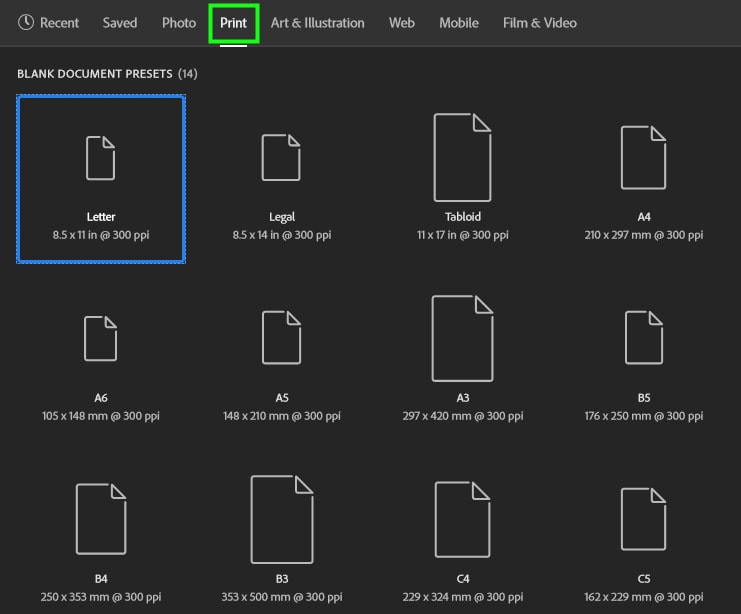 Recent Saved Photo Print Art & Illustration Web Mobile Film & Video
BLANK DOCUMENT PRESETS (14)
Letter Legal Tabloid A4
8.5 x 11 in @ 300 ppi 8.5 x 14 in @ 300 ppi 11 x 17 in @ 300 ppi 210 x 297 mm @ 300 ppi
A6 A5 A3 B5
105 x 148 mm @ 300 ppi 148 x 210 mm @ 300 ppi 297 x 420 mm @ 300 ppi 176 x 250 mm @ 300 ppi
B4 B3 C4 C5
250 x 353 mm @ 300 ppi 353 x 500 mm @ 300 ppi 229 x 324 mm @ 300 ppi 162 x 229 mm @ 300 ppi